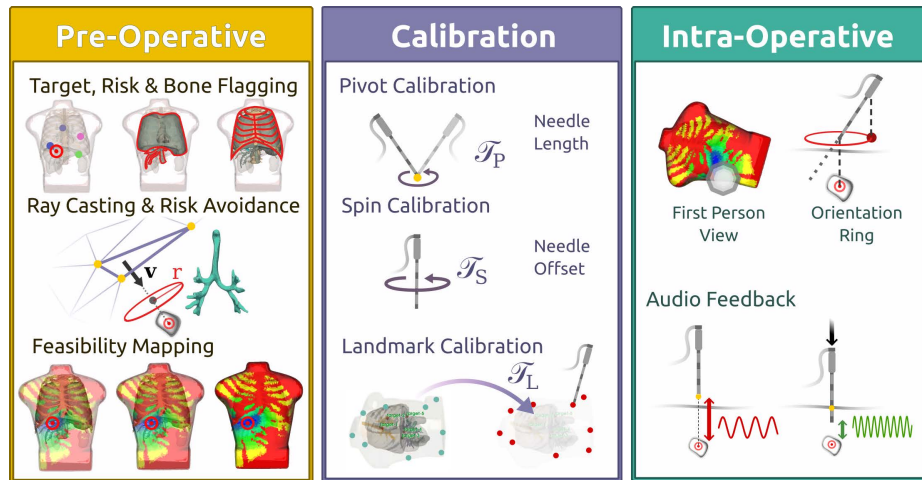 Pre-Operative
Target, Risk & Bone Flagging
Ray Casting & Risk Avoidance
v
r
Feasibility Mapping
Calibration
Pivot Calibration
Needle
Length
𝒯P
Spin Calibration
Needle
Offset
𝒯S
Landmark Calibration
𝒯L
Intra-Operative
First Person
View
Orientation
Ring
Audio Feedback